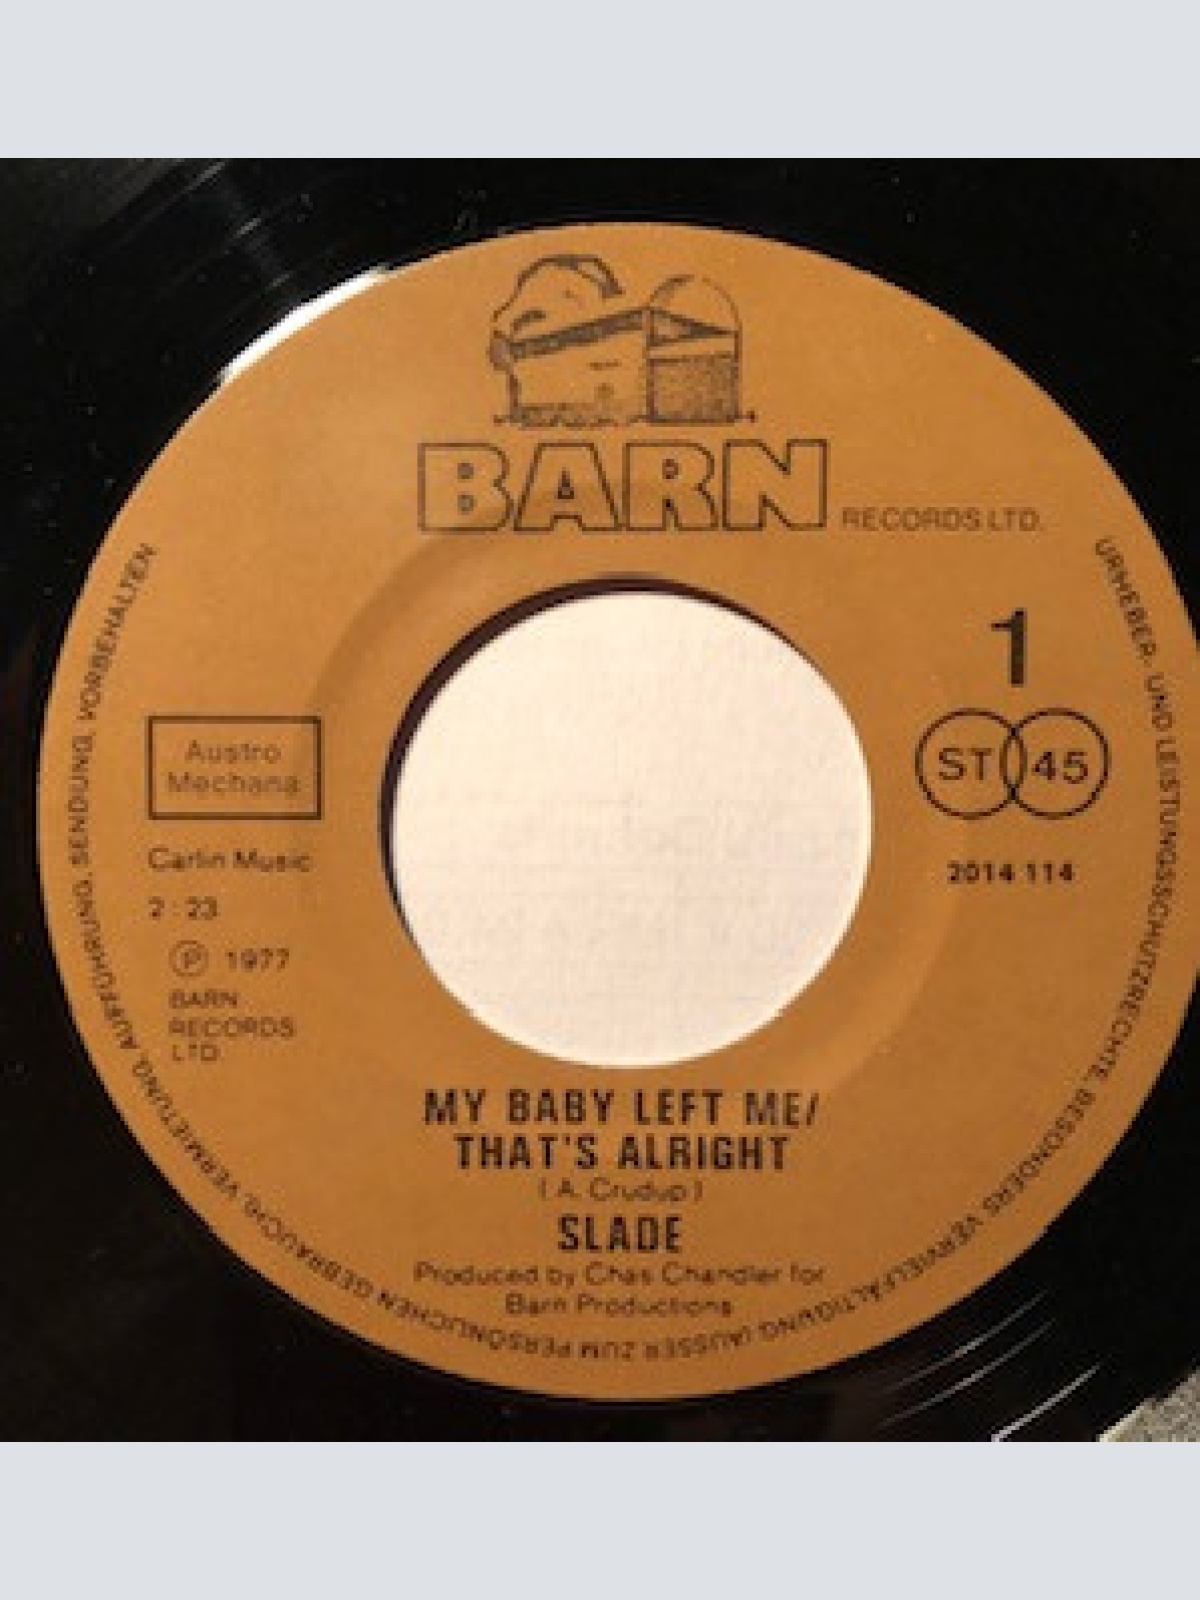 BARN
RECORDS LTD.
1
ST 45
2014 114
Austro
Mechana
Carlin Music
2:23
Ⓟ 1977
BARN
RECORDS
LTD
MY BABY LEFT ME/
THAT'S ALRIGHT
(A. Crudup)
SLADE
Produced by Chas Chandler for
Barn Productions
URHEBER- UND LEISTUNGSSCHUTZRECHTE, BESONDERS VERVIELFÄLTIGUNG (AUSSER ZUM PERSÖNLICHEN GEBRAUCH), VERMIETUNG, AUFFÜHRUNG, SENDUNG, VORBEHALTEN